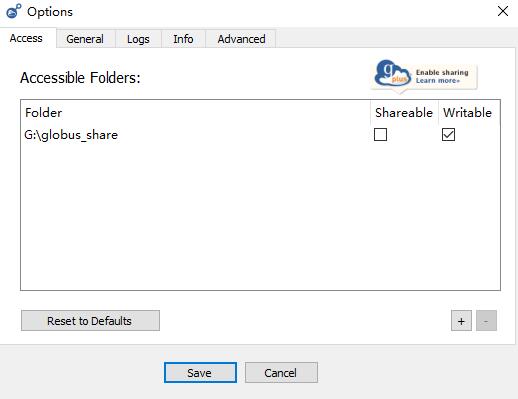 Options
Access General Logs Info Advanced
Accessible Folders:
g
plus
Enable sharing
Learn more»
Folder Shareable Writable
G:\globus_share
Reset to Defaults + -
Save Cancel